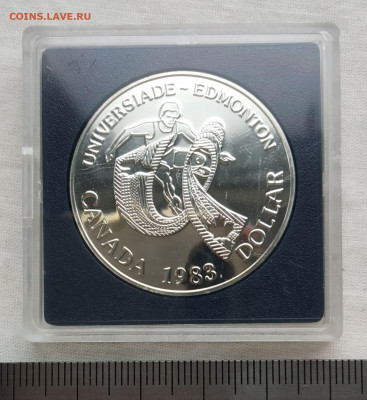 COINS.LAVE.RU
UNIVERSIADE - EDMONTON
CANADA 1983 DOLLAR